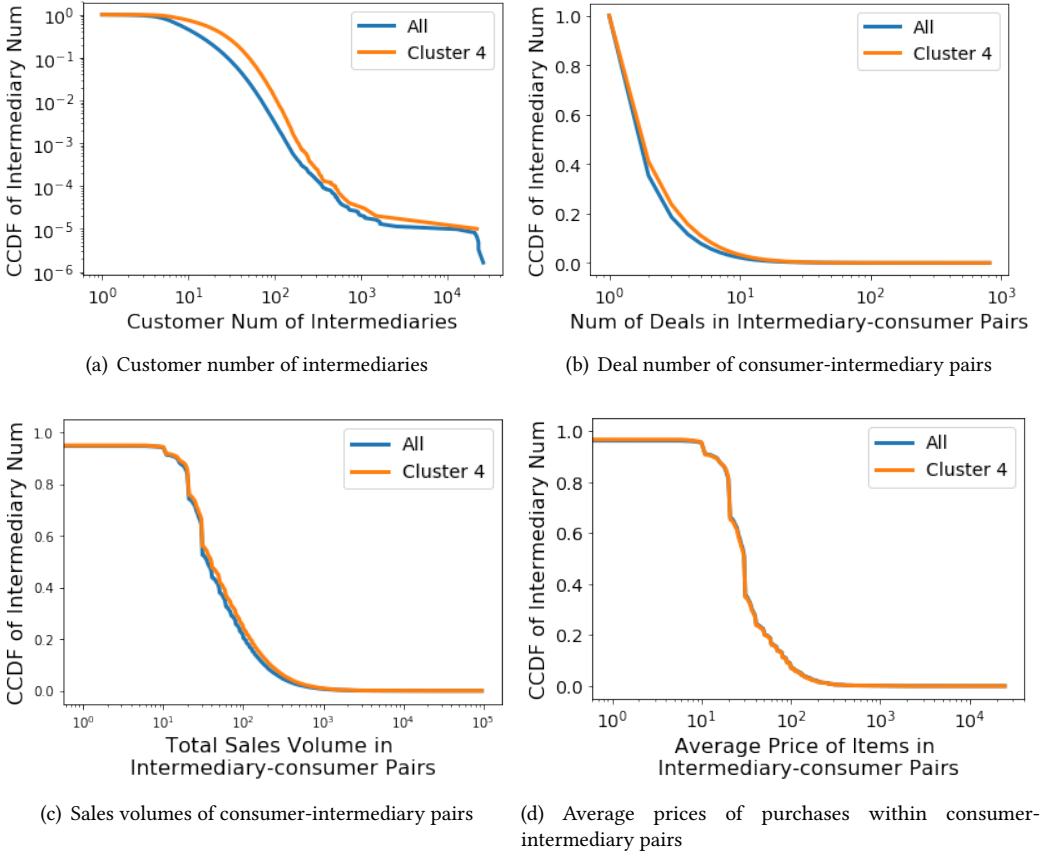 CCDF of Intermediary Num
10^0
10^-1
10^-2
10^-3
10^-4
10^-5
10^-6
All
Cluster 4
10^0 10^1 10^2 10^3 10^4
Customer Num of Intermediaries
(a) Customer number of intermediaries
CCDF of Intermediary Num
1.0
0.8
0.6
0.4
0.2
0.0
All
Cluster 4
10^0 10^1 10^2 10^3
Num of Deals in Intermediary-consumer Pairs
(b) Deal number of consumer-intermediary pairs
CCDF of Intermediary Num
1.0
0.8
0.6
0.4
0.2
0.0
All
Cluster 4
10^0 10^1 10^2 10^3 10^4 10^5
Total Sales Volume in
Intermediary-consumer Pairs
(c) Sales volumes of consumer-intermediary pairs
CCDF of Intermediary Num
1.0
0.8
0.6
0.4
0.2
0.0
All
Cluster 4
10^0 10^1 10^2 10^3 10^4
Average Price of Items in
Intermediary-consumer Pairs
(d) Average prices of purchases within consumer-
intermediary pairs